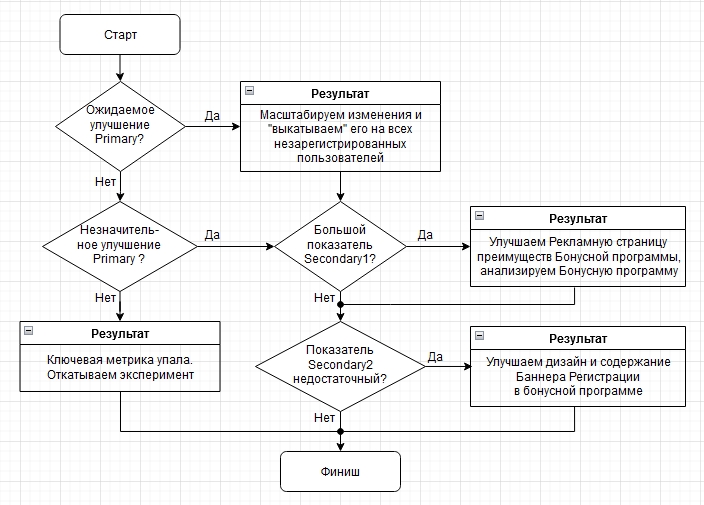 Старт
Ожидаемое
улучшение
Primary?
Да
Результат
Масштабируем изменения и
"выкатываем" его на всех
незарегистрированных
пользователей
Нет
Незначитель-
ное улучшение
Primary ?
Да
Большой
показатель
Secondary1?
Да
Результат
Улучшаем Рекламную страницу
преимуществ Бонусной программы,
анализируем Бонусную программу
Нет
Нет
Результат
Ключевая метрика упала.
Откатываем эксперимент
Показатель
Secondary2
недостаточный?
Да
Результат
Улучшаем дизайн и содержание
Баннера Регистрации
в бонусной программе
Нет
Финиш